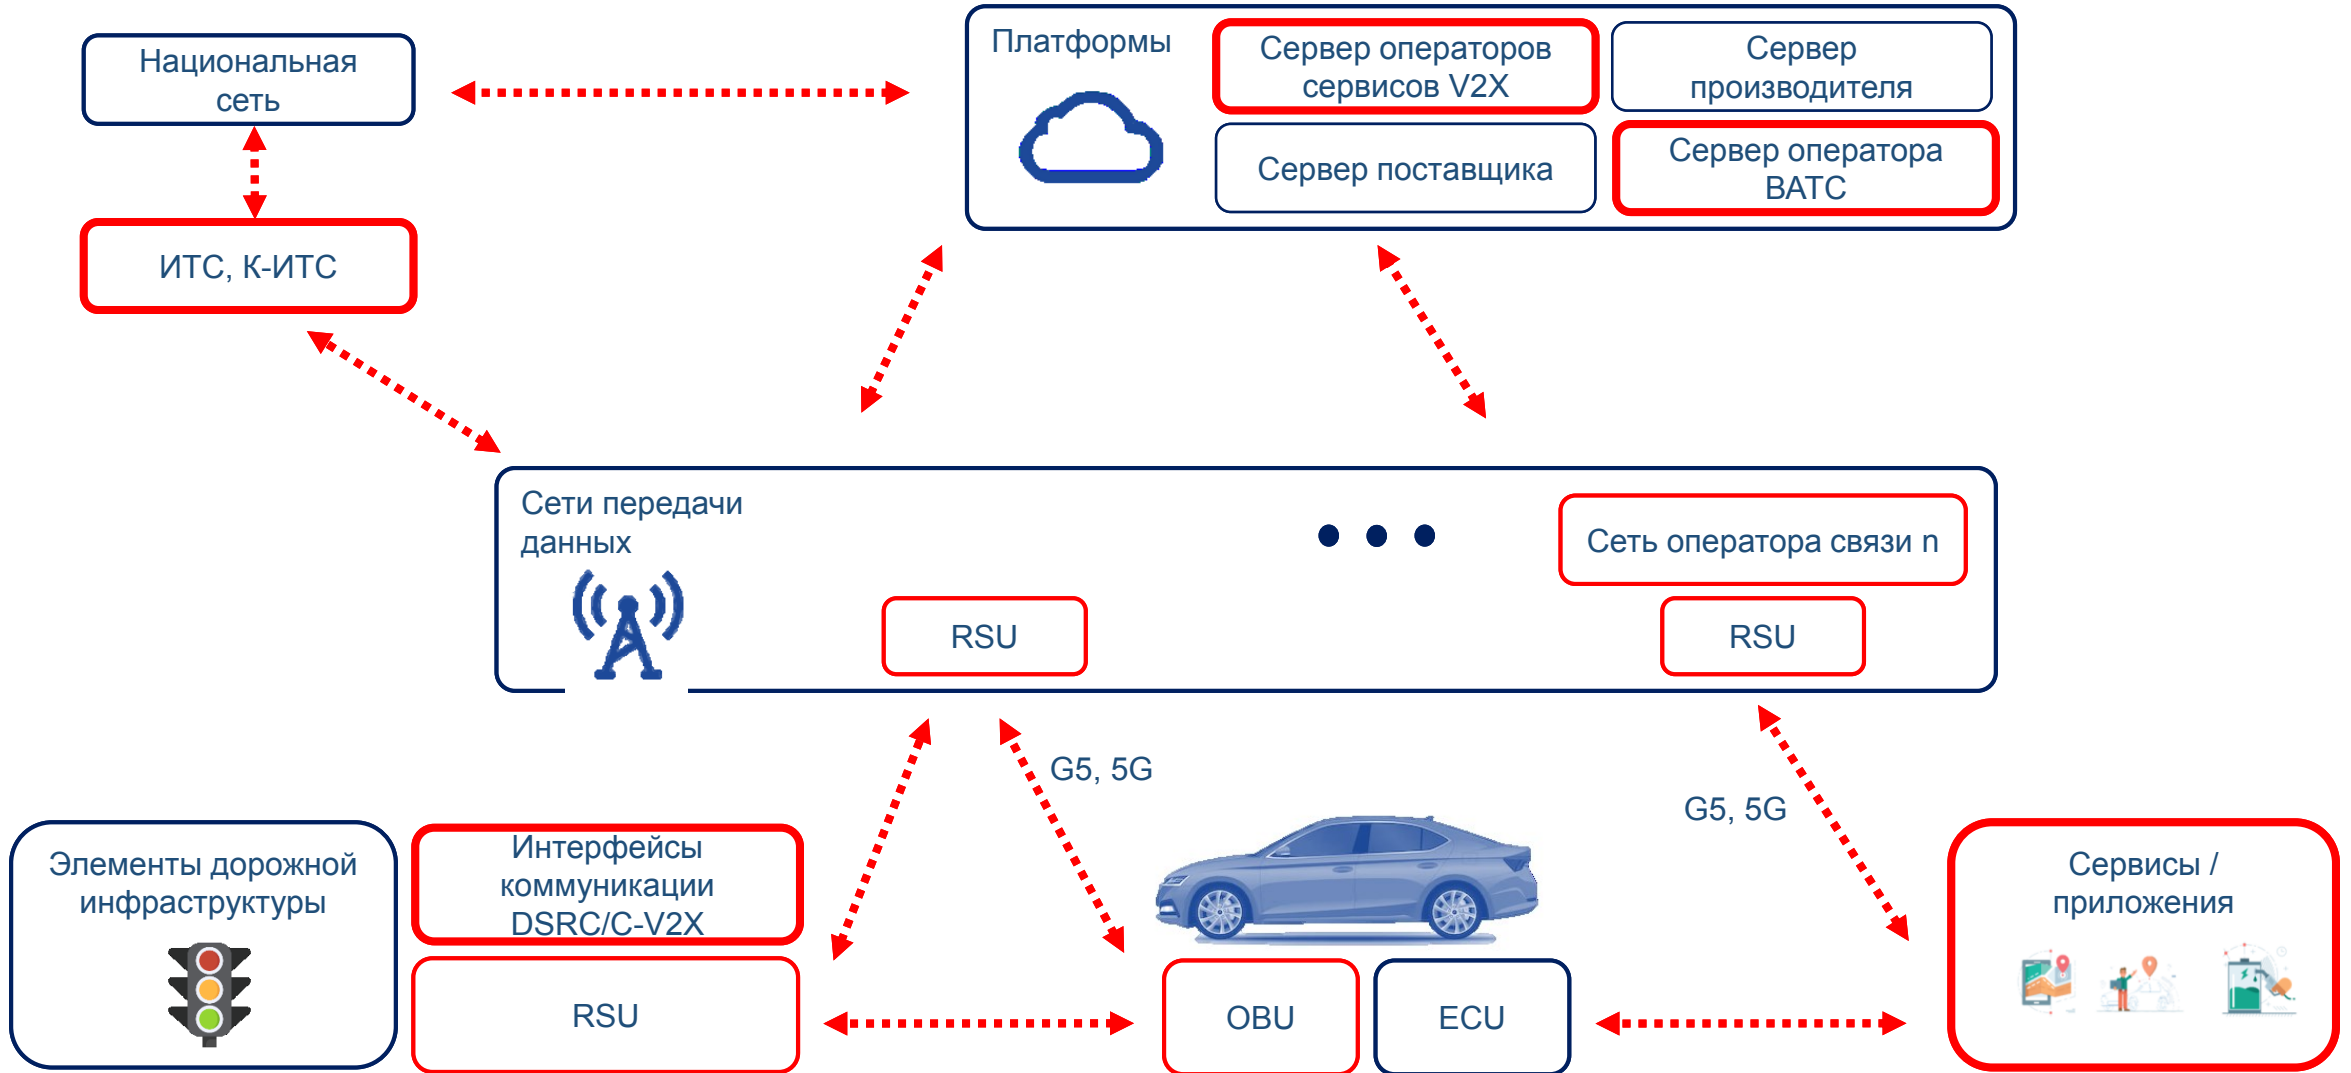 Национальная
сеть
ИТС, К-ИТС
Платформы
Сервер операторов
сервисов V2X
Сервер
производителя
Сервер поставщика
Сервер оператора
ВАТС
Сети передачи
данных
Сеть оператора связи n
RSU
RSU
G5, 5G
G5, 5G
Элементы дорожной
инфраструктуры
Интерфейсы
коммуникации
DSRC/C-V2X
RSU
OBU
ECU
Сервисы /
приложения